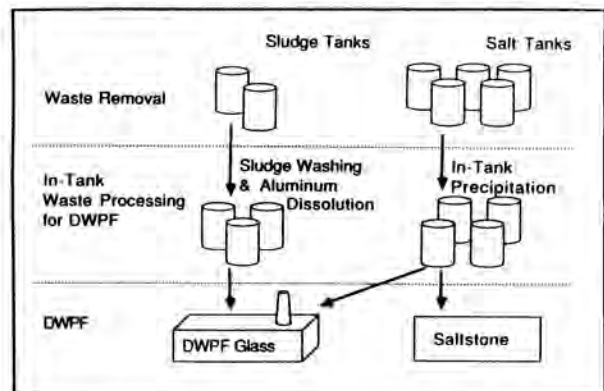 Sludge Tanks
Salt Tanks
Waste Removal
Sludge Washing
& Aluminum
Dissolution
In-Tank
Precipitation
In-Tank
Waste Processing
for DWPF
DWPF
DWPF Glass
Saltstone